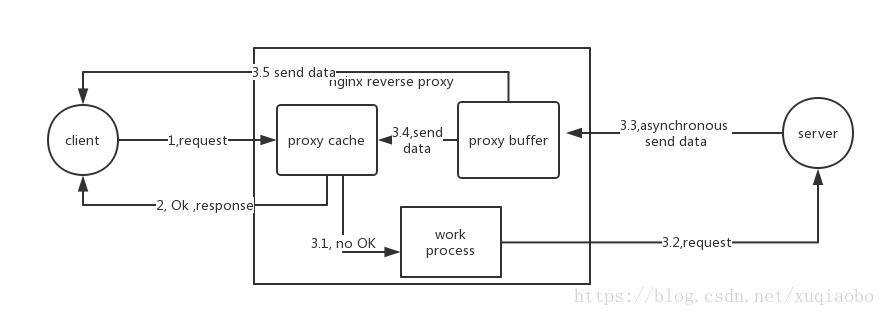 3.5 send data
nginx reverse proxy
client
1,request
proxy cache
3.4,send
data
proxy buffer
3.3,asynchronous
send data
server
2, Ok ,response
3.1, no OK
work
process
3.2,request
https://blog.csdn.net/xuqiaobo